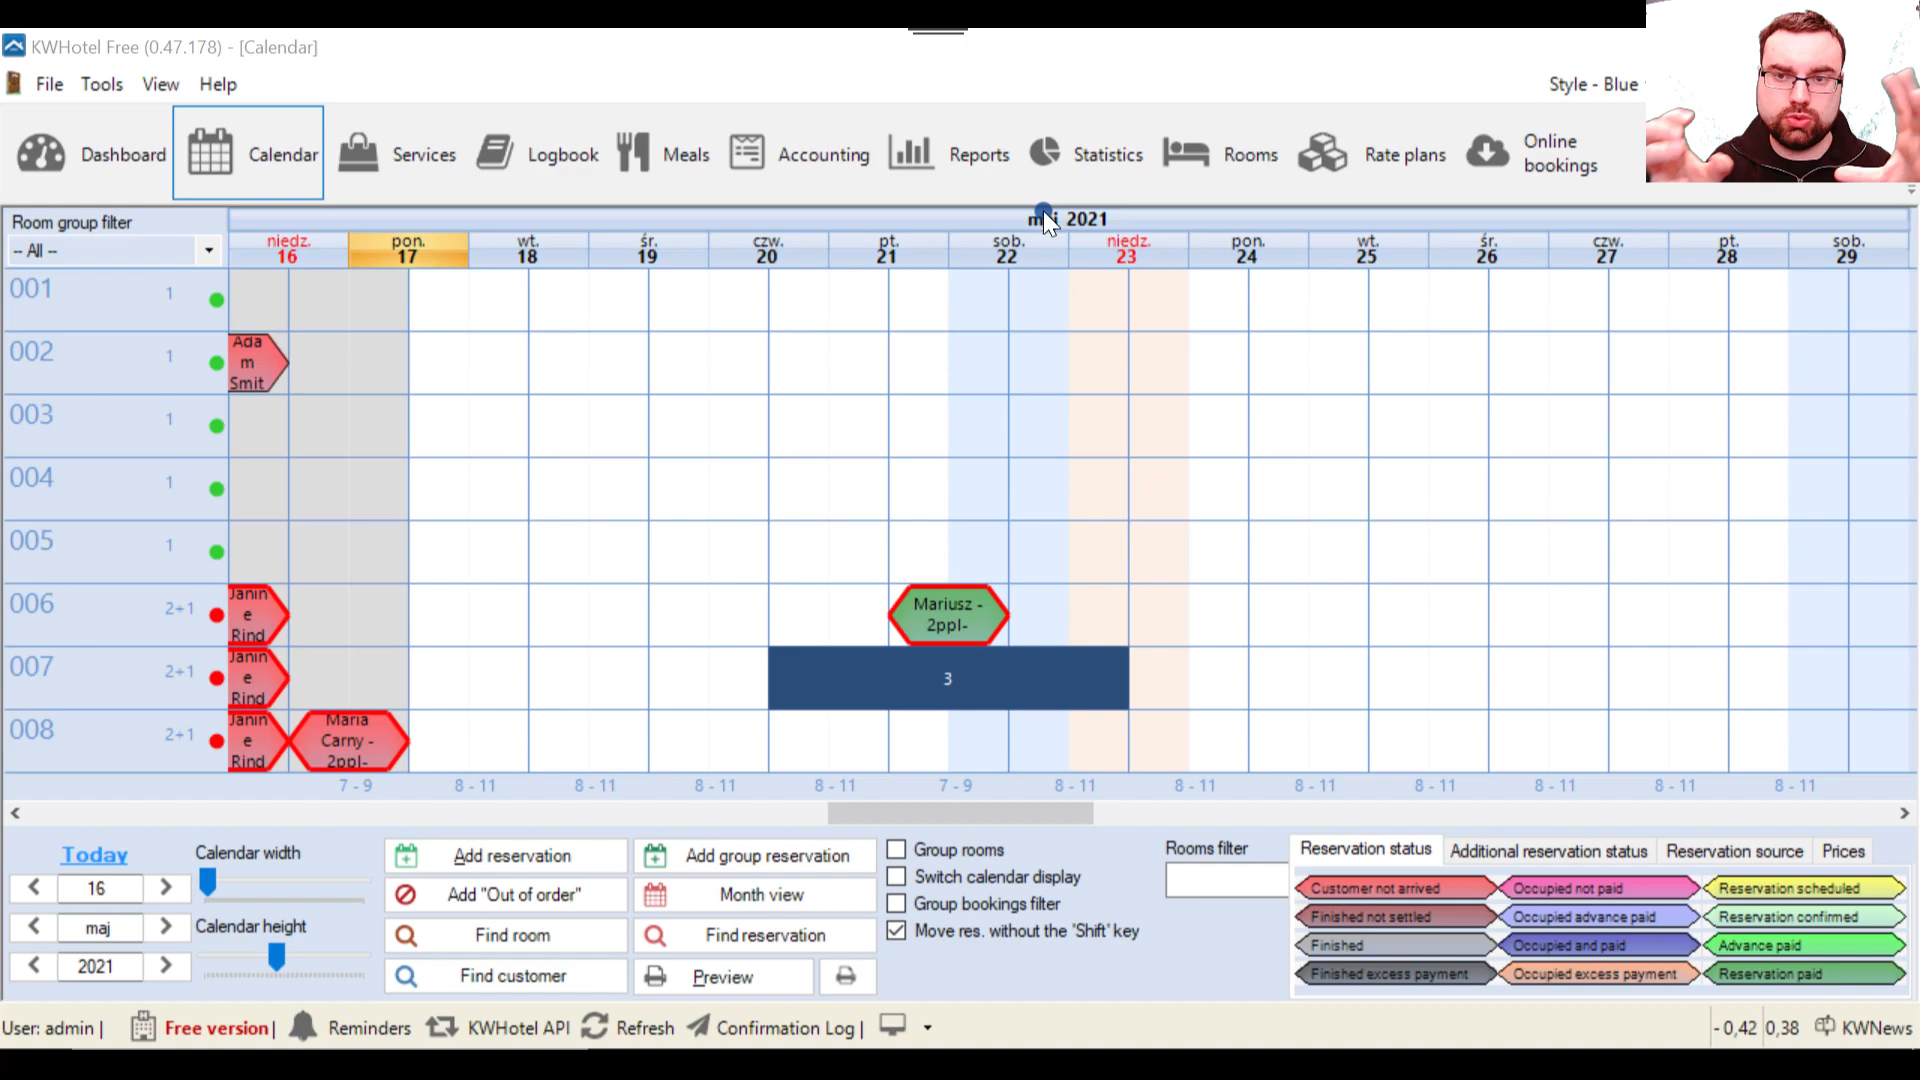 KWHotel Free (0.47.178) - [Calendar]
File Tools View Help
Style - Blue
Dashboard Calendar Services Logbook Meals Accounting Reports Statistics Rooms Rate plans Online bookings
Room group filter
-- All --
2021
niedz. pon. wt. śr. czw. pt. sob. niedz. pon. wt. śr. czw. pt. sob.
16 17 18 19 20 21 22 23 24 25 26 27 28 29
001 1
002 1
Ada
m
Smit
003 1
004 1
005 1
006 2+1
Janin
e
Rind
Mariusz -
2ppl-
007 2+1
Janin
e
Rind
3
008 2+1
Janin
e
Rind
Maria
Carny -
2ppl-
7 - 9 8 - 11 8 - 11 8 - 11 8 - 11 7 - 9 8 - 11 8 - 11 8 - 11 8 - 11 8 - 11 8 - 11 8 - 11
Today
16
maj
2021
Calendar width
Calendar height
Add reservation
Add "Out of order"
Find room
Find customer
Add group reservation
Month view
Find reservation
Preview
Group rooms
Switch calendar display
Group bookings filter
Move res. without the 'Shift' key
Rooms filter
Reservation status Additional reservation status Reservation source Prices
Customer not arrived Occupied not paid Reservation scheduled
Finished not settled Occupied advance paid Reservation confirmed
Finished Occupied and paid Advance paid
Finished excess payment Occupied excess payment Reservation paid
User: admin | Free version | Reminders KWHotel API Refresh Confirmation Log | - 0,42 0,38 KWNews